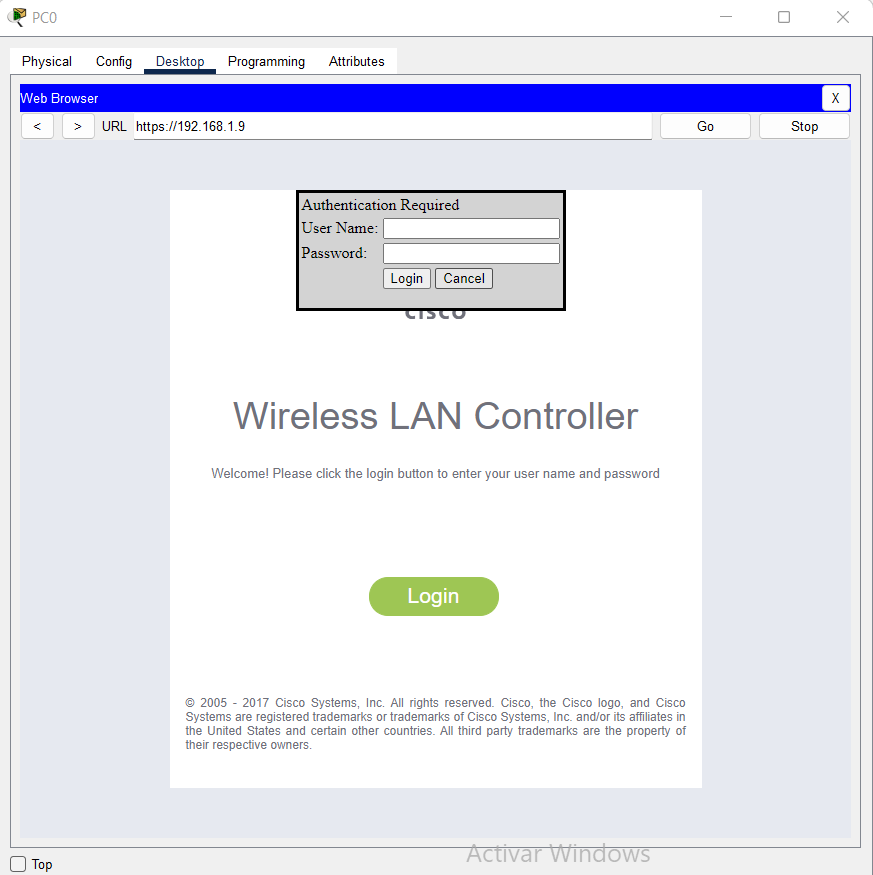 PC0
Physical Config Desktop Programming Attributes
Web Browser X
< > URL https://192.168.1.9 Go Stop
Authentication Required
User Name:
Password:
Login Cancel
cisco
Wireless LAN Controller
Welcome! Please click the login button to enter your user name and password
Login
© 2005 - 2017 Cisco Systems, Inc. All rights reserved. Cisco, the Cisco logo, and Cisco
Systems are registered trademarks or trademarks of Cisco Systems, Inc. and/or its affiliates in
the United States and certain other countries. All third party trademarks are the property of
their respective owners.
Activar Windows
Top